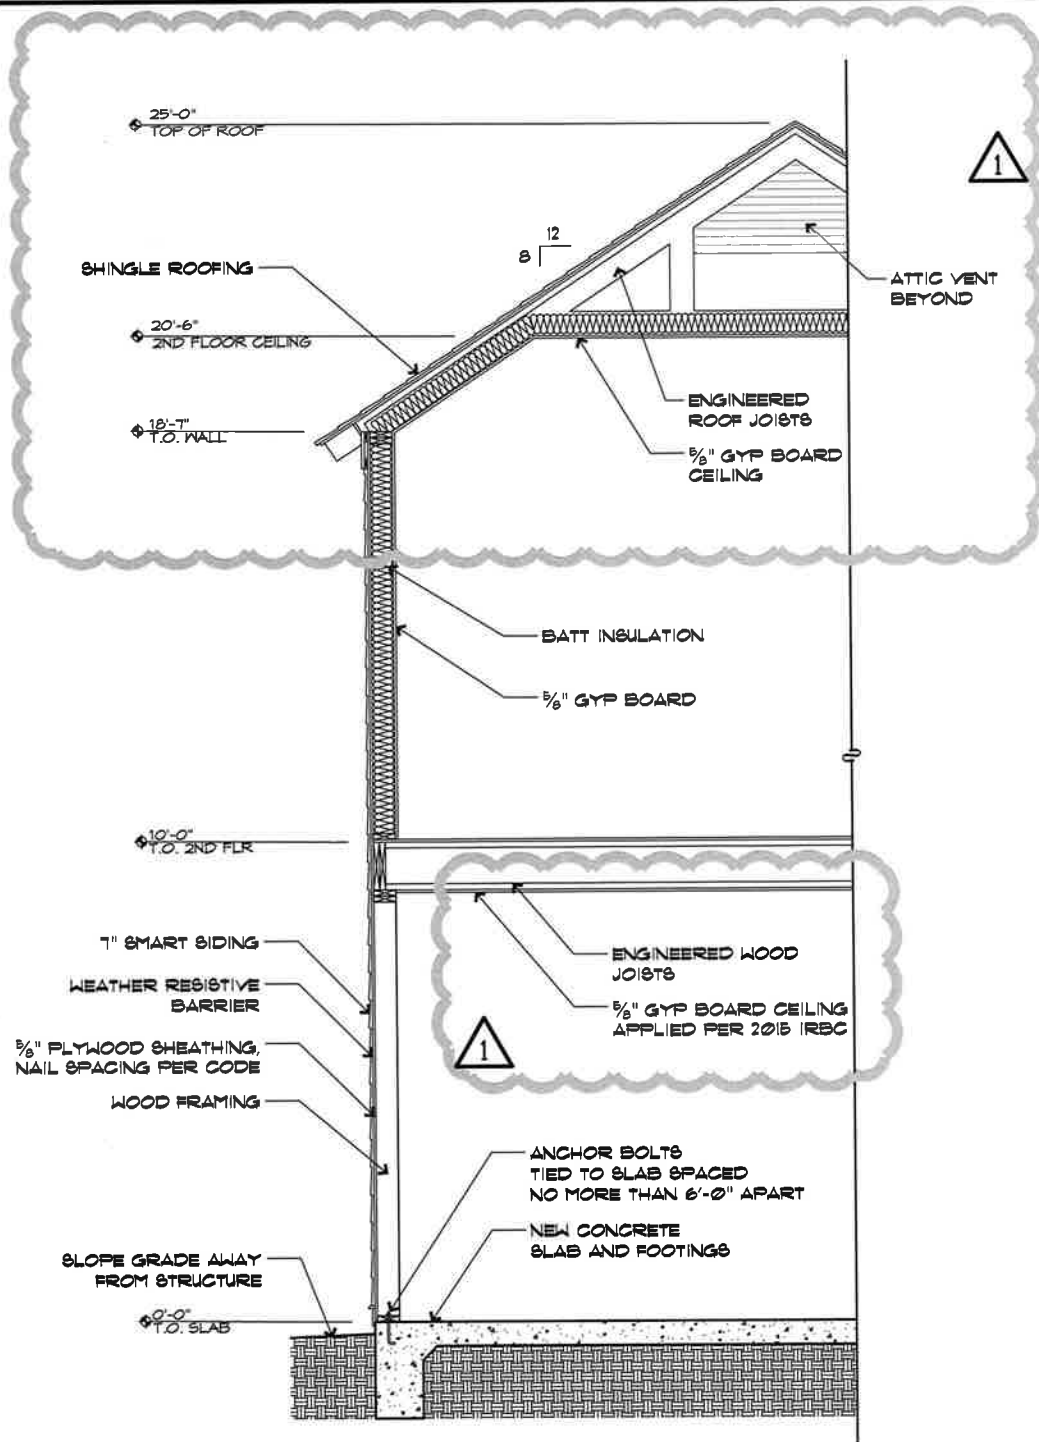 25'-0"
TOP OF ROOF
1
12
8
SHINGLE ROOFING
ATTIC VENT
BEYOND
20'-6"
2ND FLOOR CEILING
ENGINEERED
ROOF JOISTS
18'-7"
T.O. WALL
5/8" GYP BOARD
CEILING
BATT INSULATION
5/8" GYP BOARD
10'-0"
T.O. 2ND FLR
7" SMART SIDING
ENGINEERED WOOD
JOISTS
WEATHER RESISTIVE
BARRIER
5/8" GYP BOARD CEILING
APPLIED PER 2015 IRBC
1
5/8" PLYWOOD SHEATHING,
NAIL SPACING PER CODE
WOOD FRAMING
ANCHOR BOLTS
TIED TO SLAB SPACED
NO MORE THAN 6'-0" APART
NEW CONCRETE
SLAB AND FOOTINGS
SLOPE GRADE AWAY
FROM STRUCTURE
0'-0"
T.O. SLAB